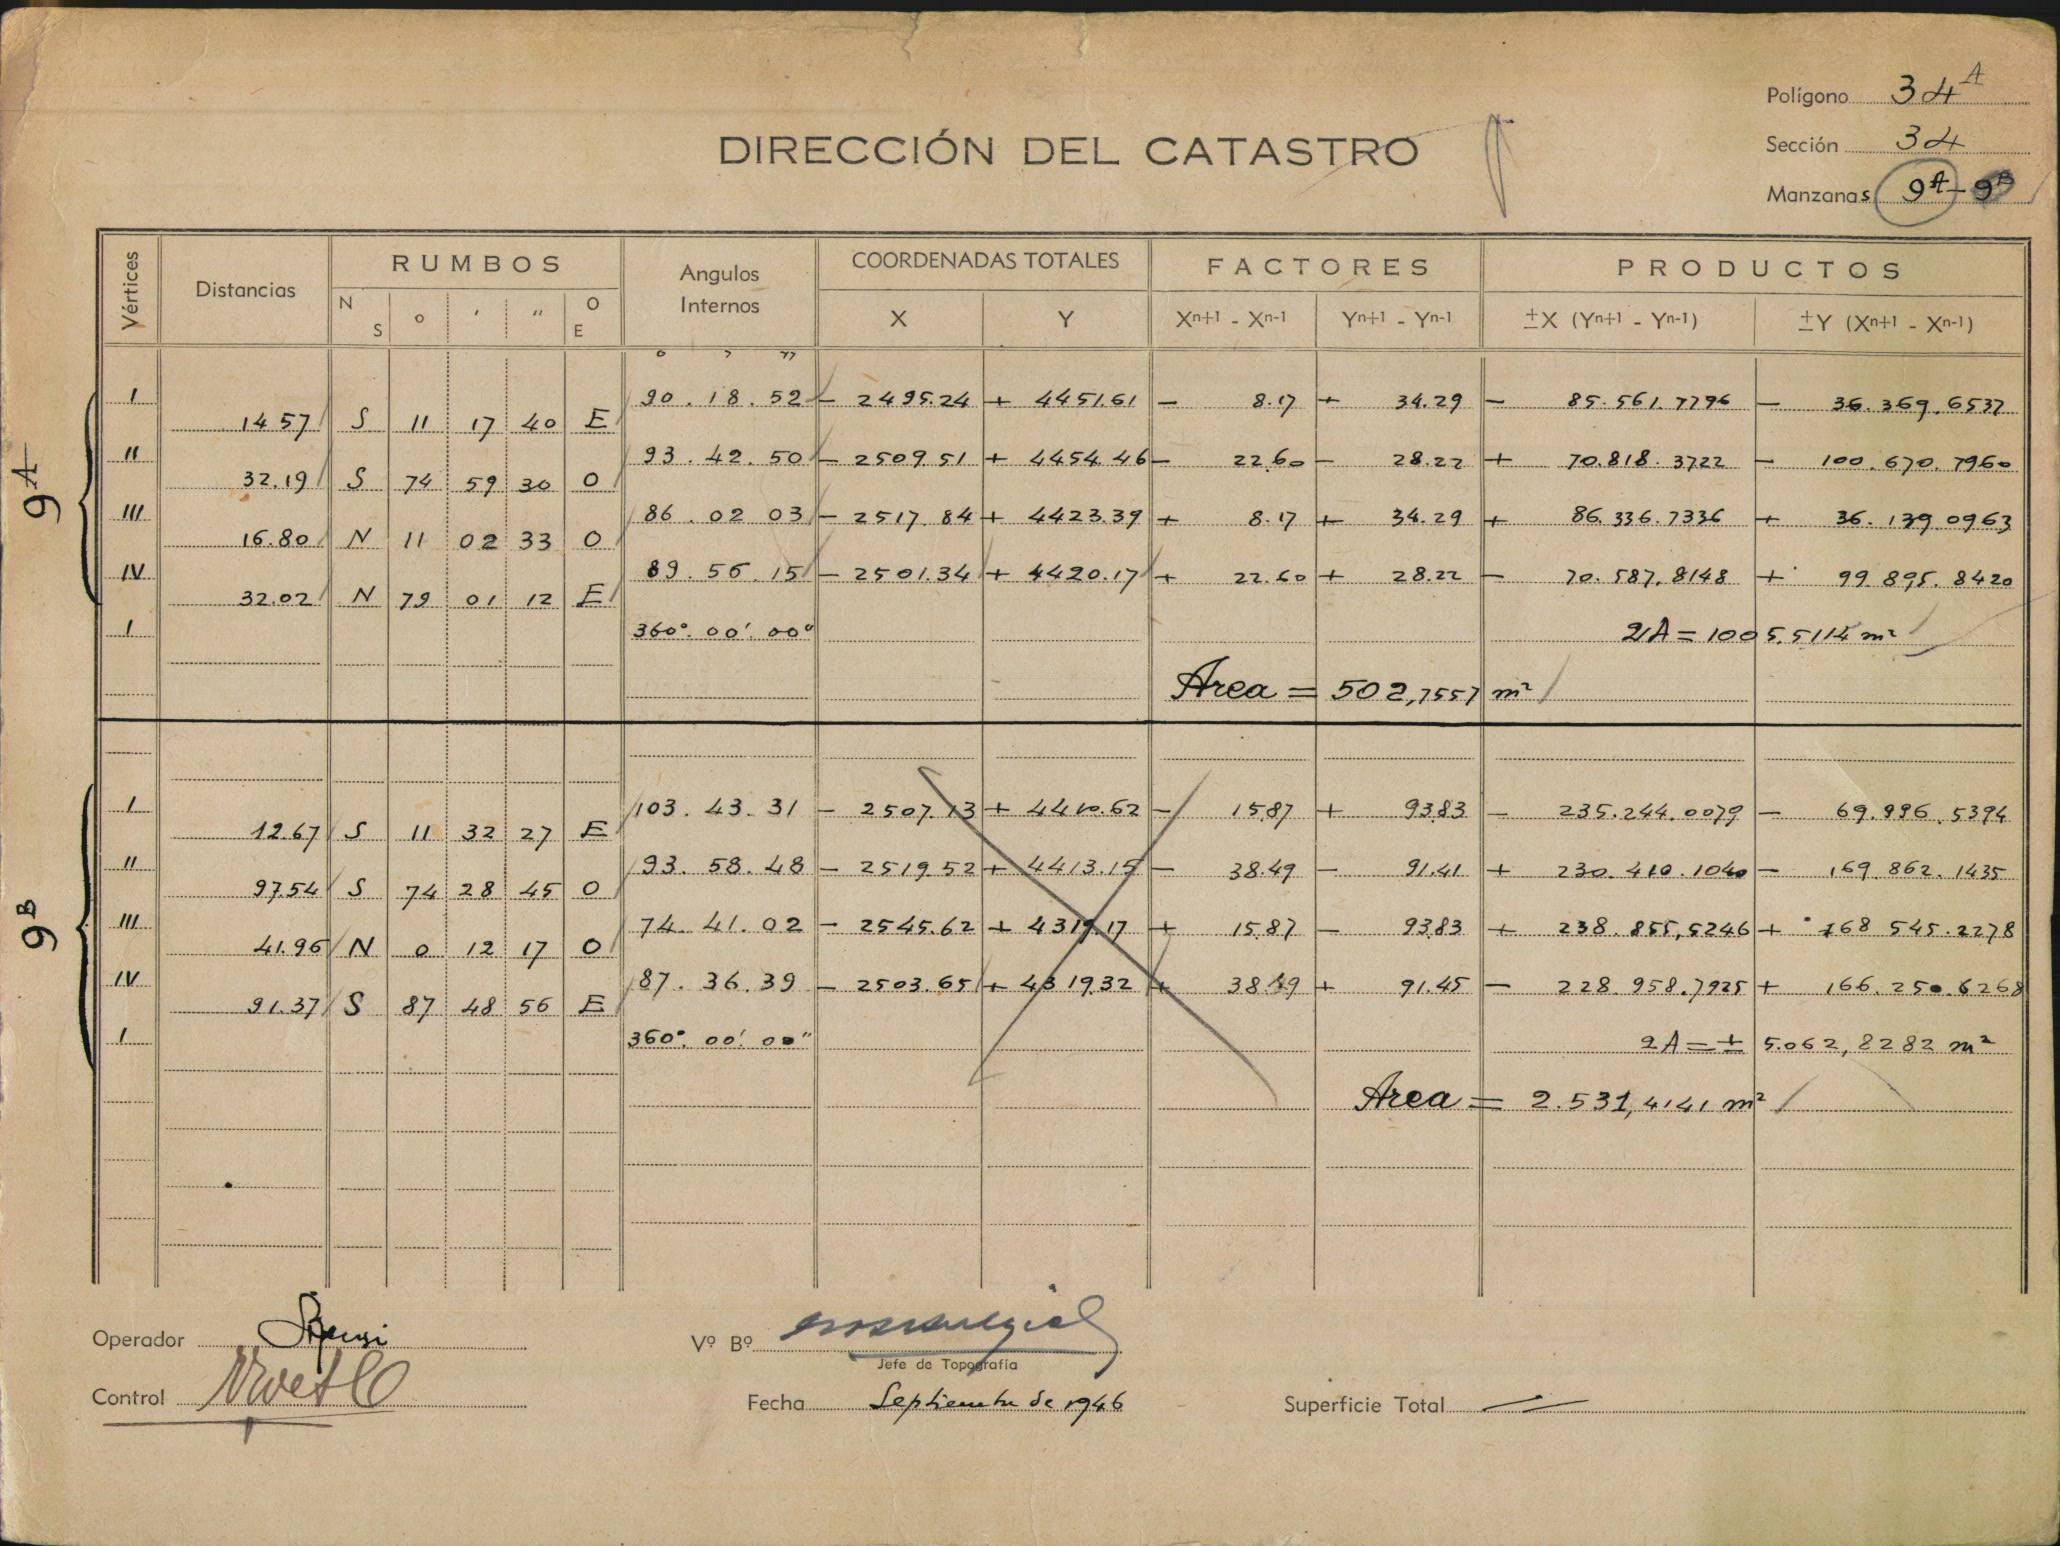 Polígono 34 A
DIRECCIÓN DEL CATASTRO
Sección 34
Manzanas 9A - 9B
Vértices Distancias RUMBOS Angulos Internos COORDENADAS TOTALES FACTORES PRODUCTOS
N S o ' '' O E X Y Xn+1 - Xn-1 Yn+1 - Yn-1 ±X (Yn+1 - Yn-1) ±Y (Xn+1 - Xn-1)
o ' ''
9A
I 90.18.52 - 2495.24 + 4451.61 - 8.17 + 34.29 - 85.561.7796 - 36.369.6537
14.57 S 11 17 40 E
II 93.42.50 - 2509.51 + 4454.46 - 22.60 - 28.22 + 70.818.3722 - 100.670.7960
32.19 S 74 59 30 O
III 86.02 03 - 2517.84 + 4423.39 + 8.17 + 34.29 + 86.336.7336 + 36.139.0963
16.80 N 11 02 33 O
IV 89.56.15 - 2501.34 + 4420.17 + 22.60 + 28.22 - 70.587.8148 + 99.895.8420
32.02 N 79 01 12 E
I 360°.00'.00" 2A = 1005.5114 m²
Area = 502,7557 m²
9B
I 103.43.31 - 2507.13 + 4410.62 - 15.87 + 93.83 - 235.244.0079 - 69.996.5394
12.67 S 11 32 27 E
II 93.58.48 - 2519.52 + 4413.15 - 38.49 - 91.41 + 230.410.1040 - 169.862.1435
97.54 S 74 28 45 O
III 74.41.02 - 2545.62 + 4319.17 + 15.87 - 93.83 + 238.855,5246 + 168 545.2278
41.96 N 0 12 17 O
IV 87.36.39 - 2503.65 + 4319.32 + 38.49 + 91.45 - 228.958.7925 + 166.250.6268
91.37 S 87 48 56 E
I 360°.00'.00" 2A = ± 5.062,8282 m²
Area = 2.531,4141 m²
Operador
Vº Bº
Jefe de Topografía
Control
Fecha Septiembre de 1946
Superficie Total